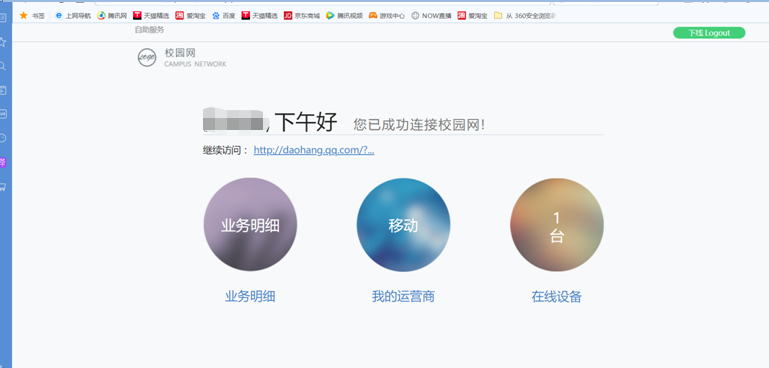 书签 上网导航 腾讯网 天猫精选 爱淘宝 百度 天猫精选 京东商城 腾讯视频 游戏中心 NOW直播 爱淘宝 从 360安全浏览
自助服务 下线 Logout
logo 校园网
CAMPUS NETWORK
, 下午好 您已成功连接校园网!
继续访问： http://daohang.qq.com/?...
业务明细 移动 1
台
业务明细 我的运营商 在线设备